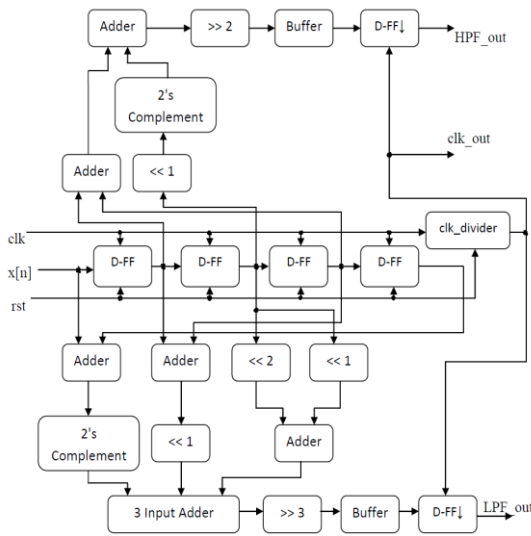 Adder
>> 2
Buffer
D-FF↓
HPF_out
2's
Complement
clk_out
Adder
<< 1
clk
clk_divider
D-FF
D-FF
D-FF
D-FF
x[n]
rst
Adder
Adder
<< 2
<< 1
2's
Complement
<< 1
Adder
3 Input Adder
>> 3
Buffer
D-FF↓
LPF_out